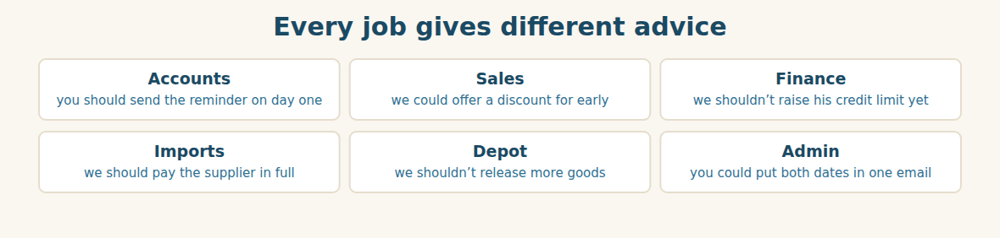 Every job gives different advice
Accounts
you should send the reminder on day one
Sales
we could offer a discount for early
Finance
we shouldn’t raise his credit limit yet
Imports
we should pay the supplier in full
Depot
we shouldn’t release more goods
Admin
you could put both dates in one email